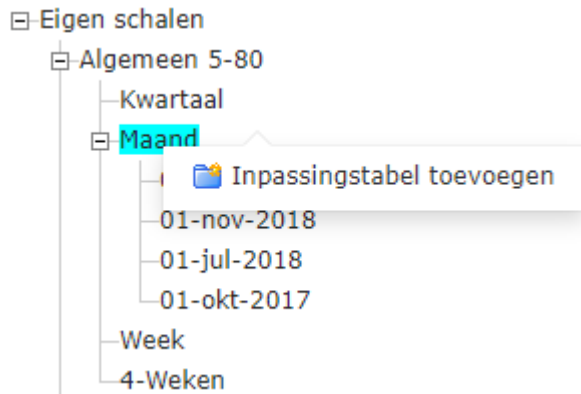 Eigen schalen
Algemeen 5-80
Kwartaal
Maand
Inpassingstabel toevoegen
01-nov-2018
01-jul-2018
01-okt-2017
Week
4-Weken